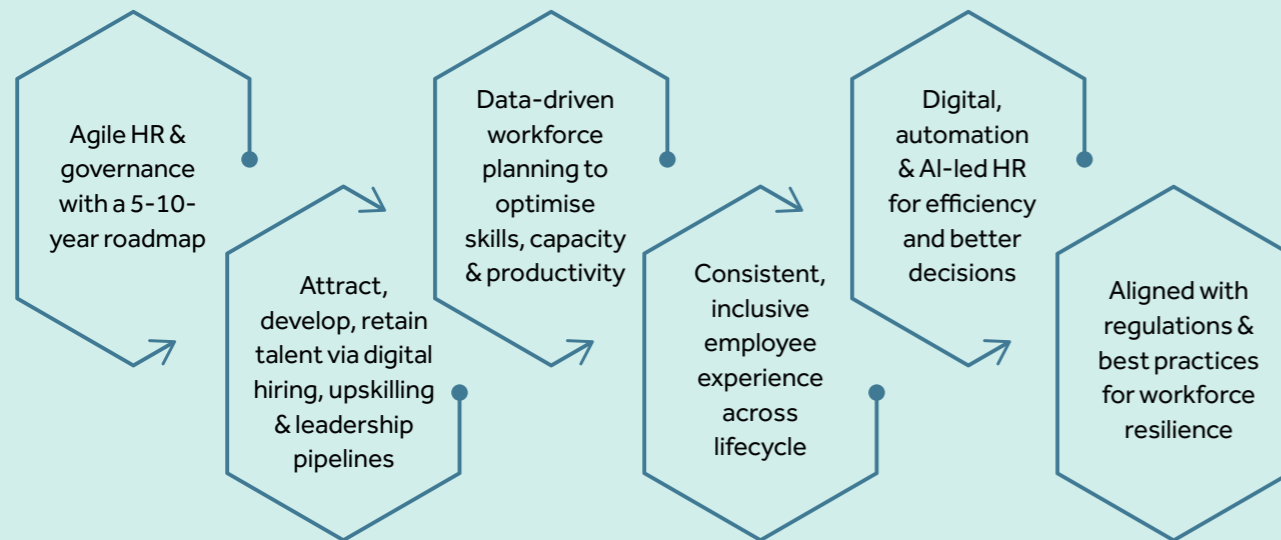 Agile HR &
governance
with a 5-10-
year roadmap
Attract,
develop, retain
talent via digital
hiring, upskilling
& leadership
pipelines
Data-driven
workforce
planning to
optimise
skills, capacity
& productivity
Consistent,
inclusive
employee
experience
across
lifecycle
Digital,
automation
& AI-led HR
for efficiency
and better
decisions
Aligned with
regulations &
best practices
for workforce
resilience